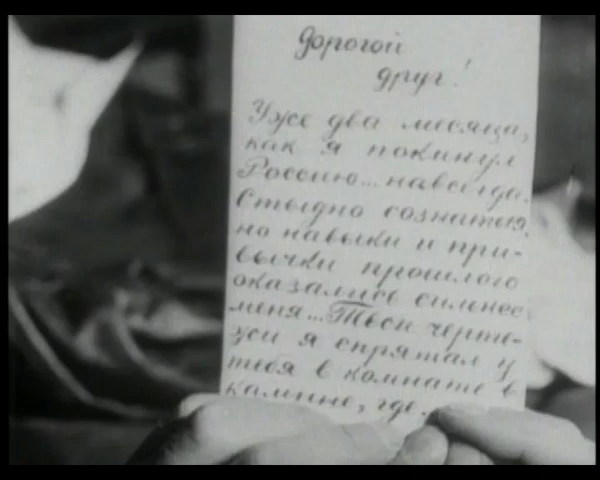 Дорогой
друг!
Уже два месяца,
как я покинул
Россию... навсегда.
Стыдно сознаться,
но навыки и при-
вычки прошлого
оказались сильнее
меня... Твои черте-
жи я спрятал у
тебя в комнате в
камине, где.